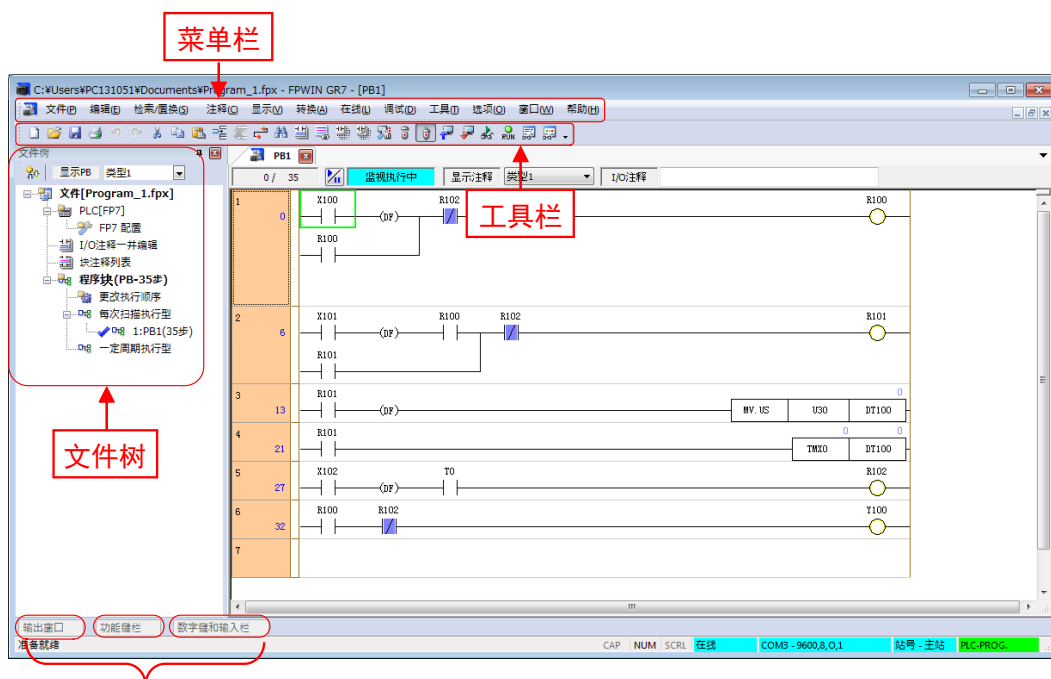 菜单栏
C:¥Users¥PC131051¥Documents¥Program_1.fpx - FPWIN GR7 - [PB1]
文件(F) 编辑(E) 检索/置换(S) 注释(C) 显示(V) 转换(A) 在线(L) 调试(D) 工具(T) 选项(O) 窗口(W) 帮助(H)
文件树
PB1
显示PB 类型1
0 / 35 监视执行中 显示注释 类型1 I/O注释
文件[Program_1.fpx]
PLC[FP7]
FP7 配置
I/O注释一并编辑
块注释列表
程序块(PB-35步)
更改执行顺序
每次扫描执行型
1:PB1(35步)
一定周期执行型
工具栏
文件树
1 X100 R102 R100
0 (DF)
R100
2 X101 R100 R102 R101
6 (DF)
R101
3 R101 0
13 (DF) MV.US U30 DT100
4 R101 0 0
21 TMX0 DT100
5 X102 T0 R102
27 (DF)
6 R100 R102 Y100
32
7
输出窗口 功能键栏 数字键和输入栏
准备就绪 CAP NUM SCRL 在线 COM3 - 9600,8,O,1 站号 - 主站 PLC-PROG.